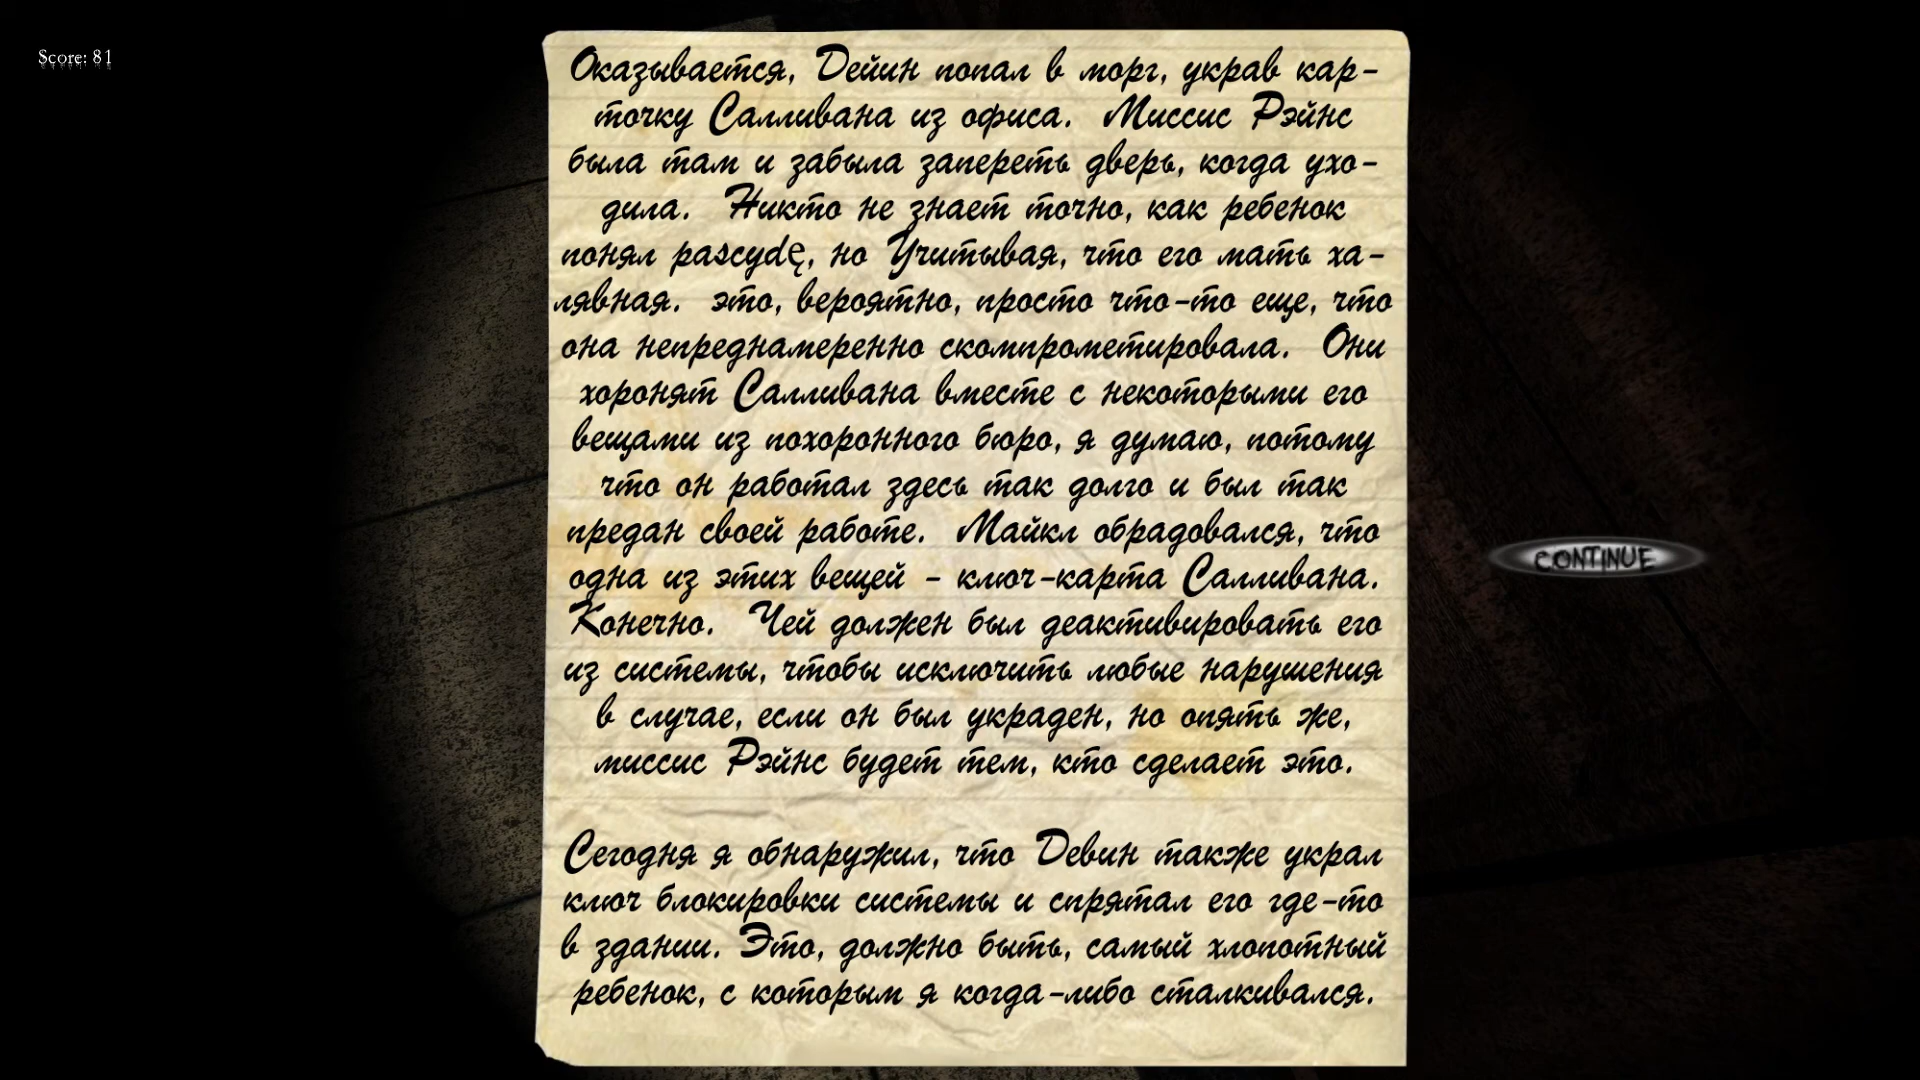 Score: 81
Оказывается, Дейин попал в морг, украв кар-
точку Салливана из офиса. Миссис Рэйнс
была там и забыла запереть дверь, когда ухо-
дила. Никто не знает точно, как ребенок
понял pascydę, но Учитывая, что его мать ха-
лявная. это, вероятно, просто что-то еще, что
она непреднамеренно скомпрометировала. Они
хоронят Салливана вместе с некоторыми его
вещами из похоронного бюро, я думаю, потому
что он работал здесь так долго и был так
предан своей работе. Майкл обрадовался, что
одна из этих вещей - ключ-карта Салливана.
Конечно. Чей должен был деактивировать его
из системы, чтобы исключить любые нарушения
в случае, если он был украден, но опять же,
миссис Рэйнс будет тем, кто сделает это.
Сегодня я обнаружил, что Девин также украл
ключ блокировки системы и спрятал его где-то
в здании. Это, должно быть, самый хлопотный
ребенок, с которым я когда-либо сталкивался.
CONTINUE